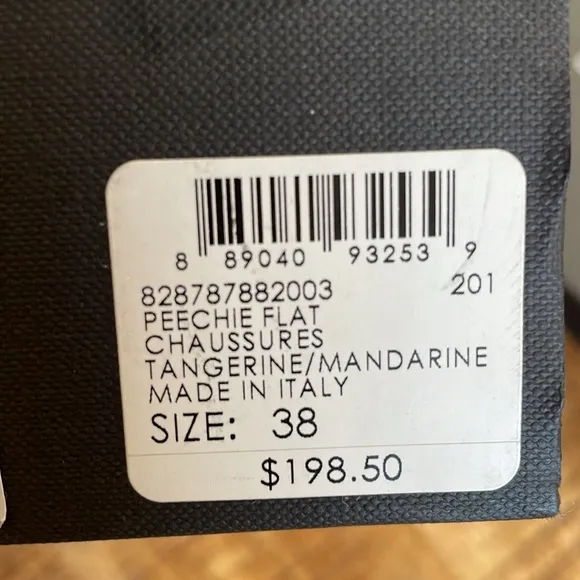 8 89040 93253 9
828787882003 201
PEECHIE FLAT
CHAUSSURES
TANGERINE/MANDARINE
MADE IN ITALY
SIZE: 38
$198.50